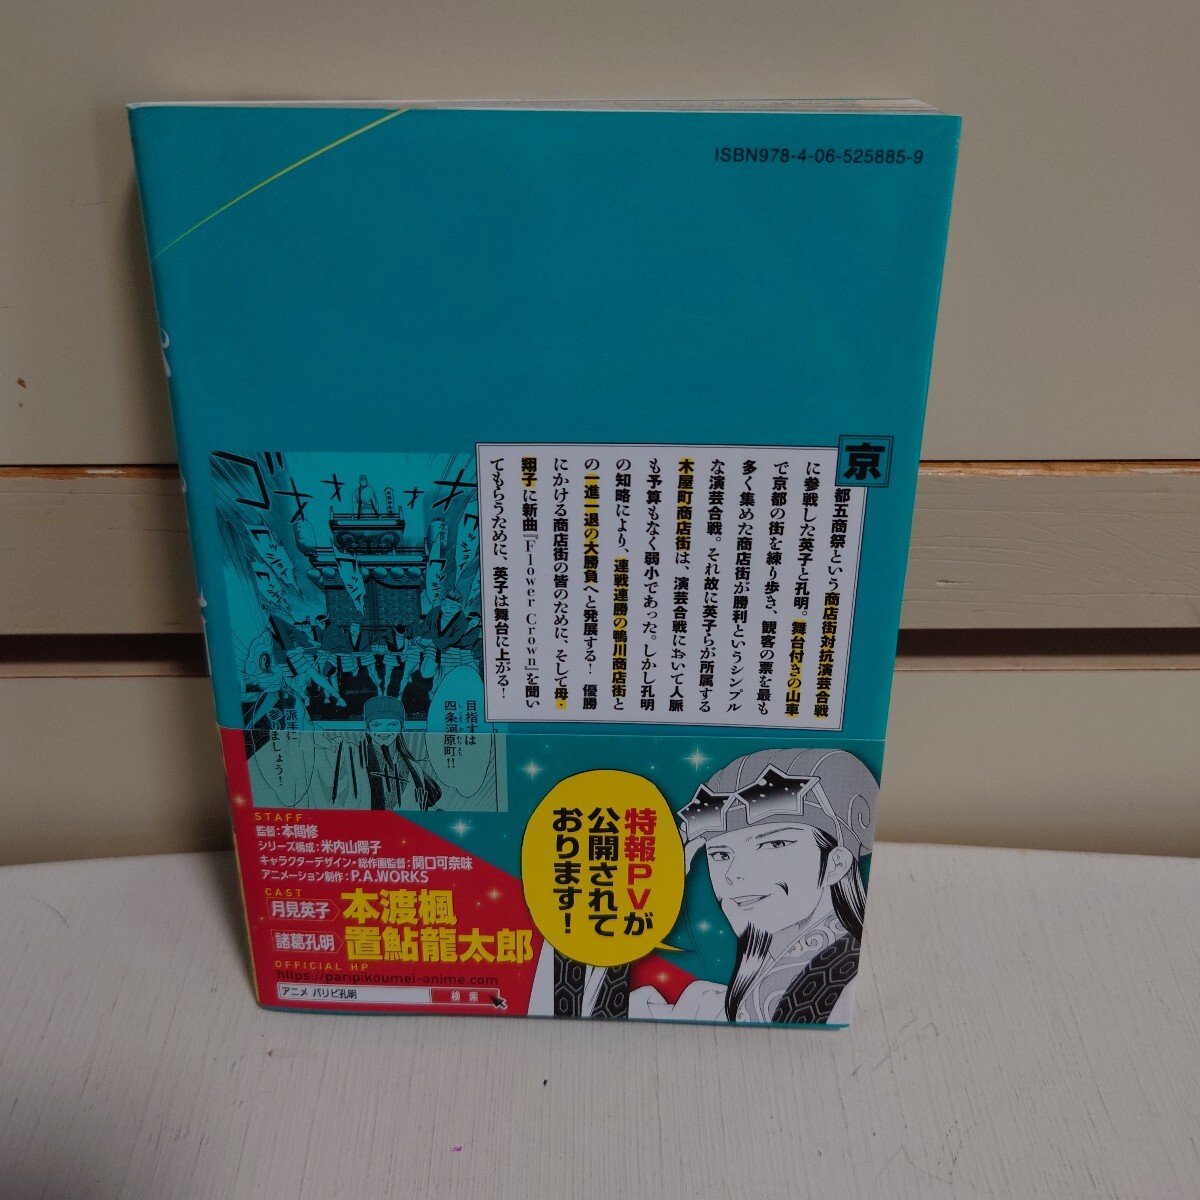 ISBN978-4-06-525885-9
京
都五商祭という商店街対抗演芸合戦
に参戦した英子と孔明。舞台付きの山車
で京都の街を練り歩き、観客の票を最も
多く集めた商店街が勝利というシンプル
な演芸合戦。それ故に英子らが所属する
木屋町商店街は、演芸合戦において人脈
も予算もなく弱小であった。しかし孔明
の知略により、連戦連勝の鴨川商店街と
の一進一退の大勝負へと発展する! 優勝
にかける商店街の皆のために、そして母・
翔子に新曲『Flower Crown』を聞い
てもらうために、英子は舞台に上がる!
目指すは
四条河原町!!
派手に
参りましょう!
特報PVが
公開されて
おります!
STAFF
監督:本間修
シリーズ構成:米内山陽子
キャラクターデザイン・総作画監督:関口可奈味
アニメーション制作:P.A.WORKS
CAST
月見英子 本渡楓
諸葛孔明 置鮎龍太郎
OFFICIAL HP
https://paripikoumei-anime.com
アニメ パリピ孔明 検索